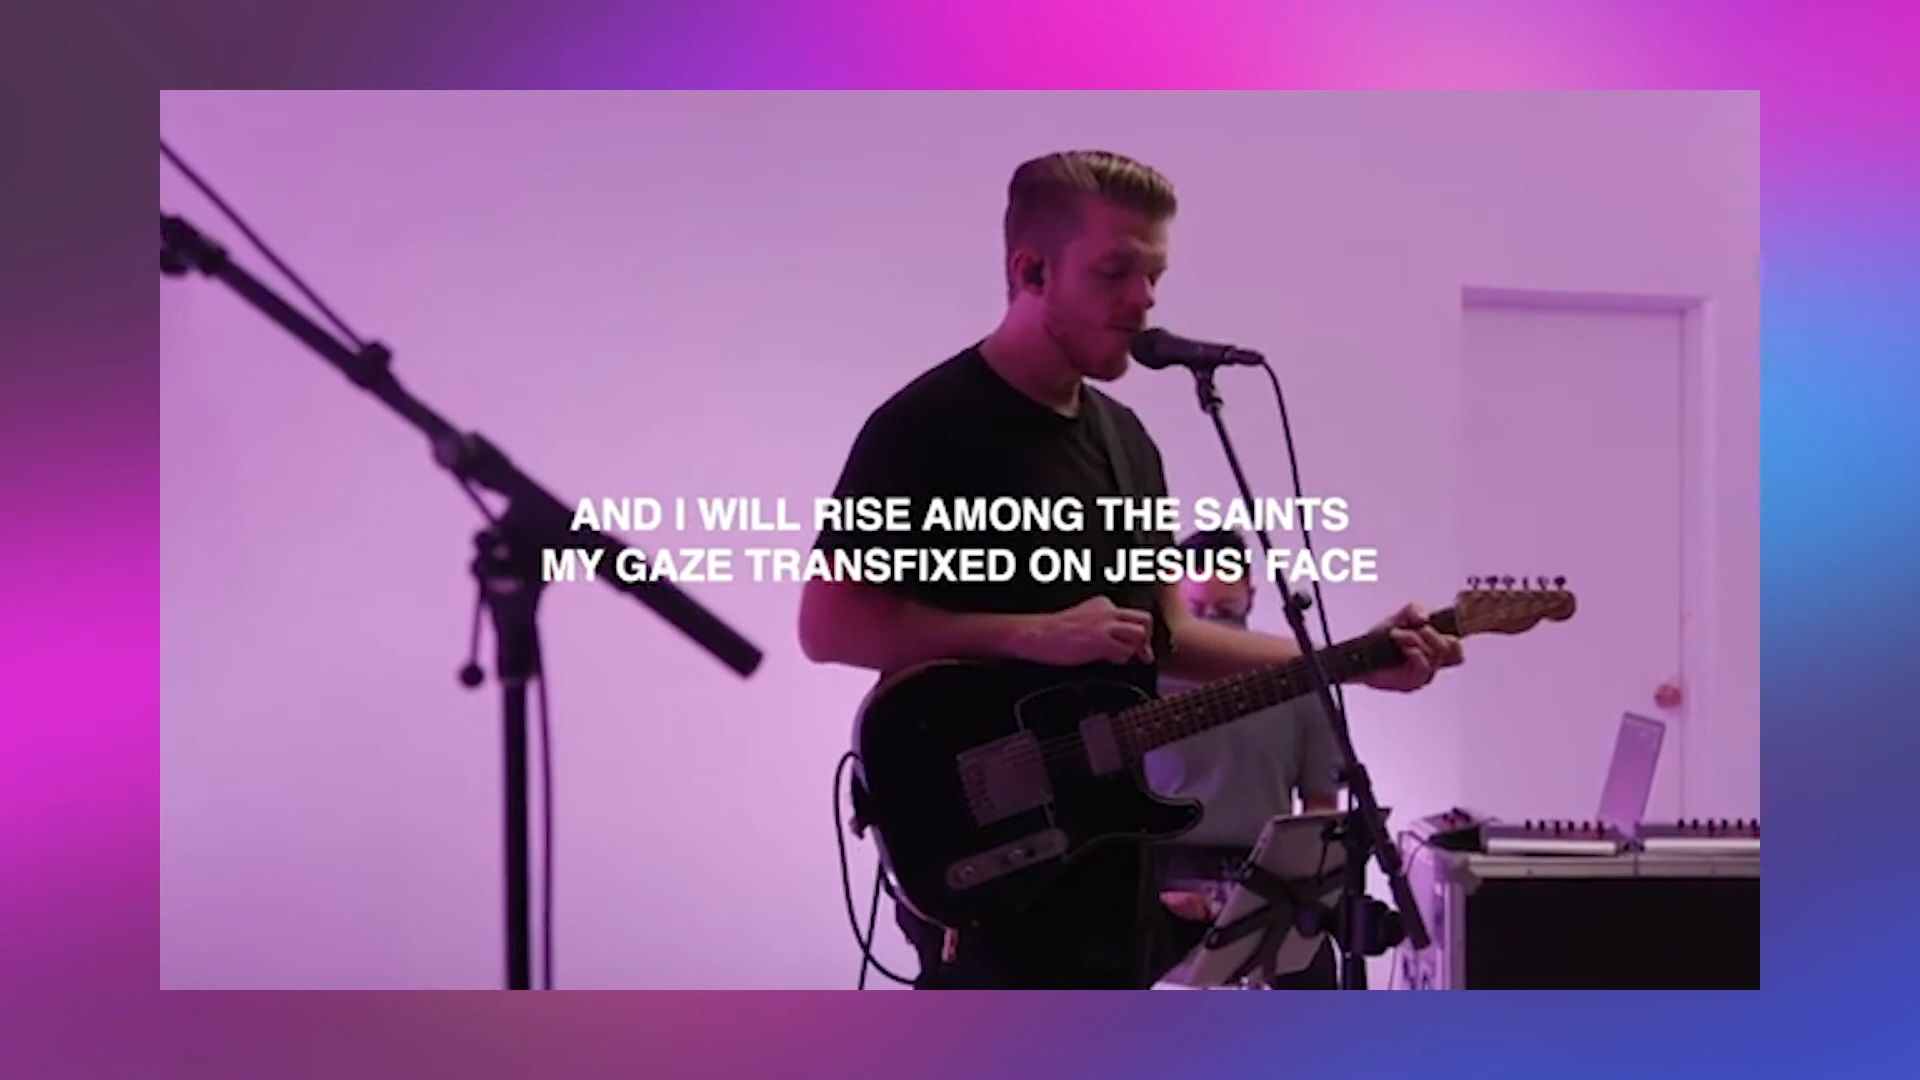 AND I WILL RISE AMONG THE SAINTS
MY GAZE TRANSFIXED ON JESUS' FACE